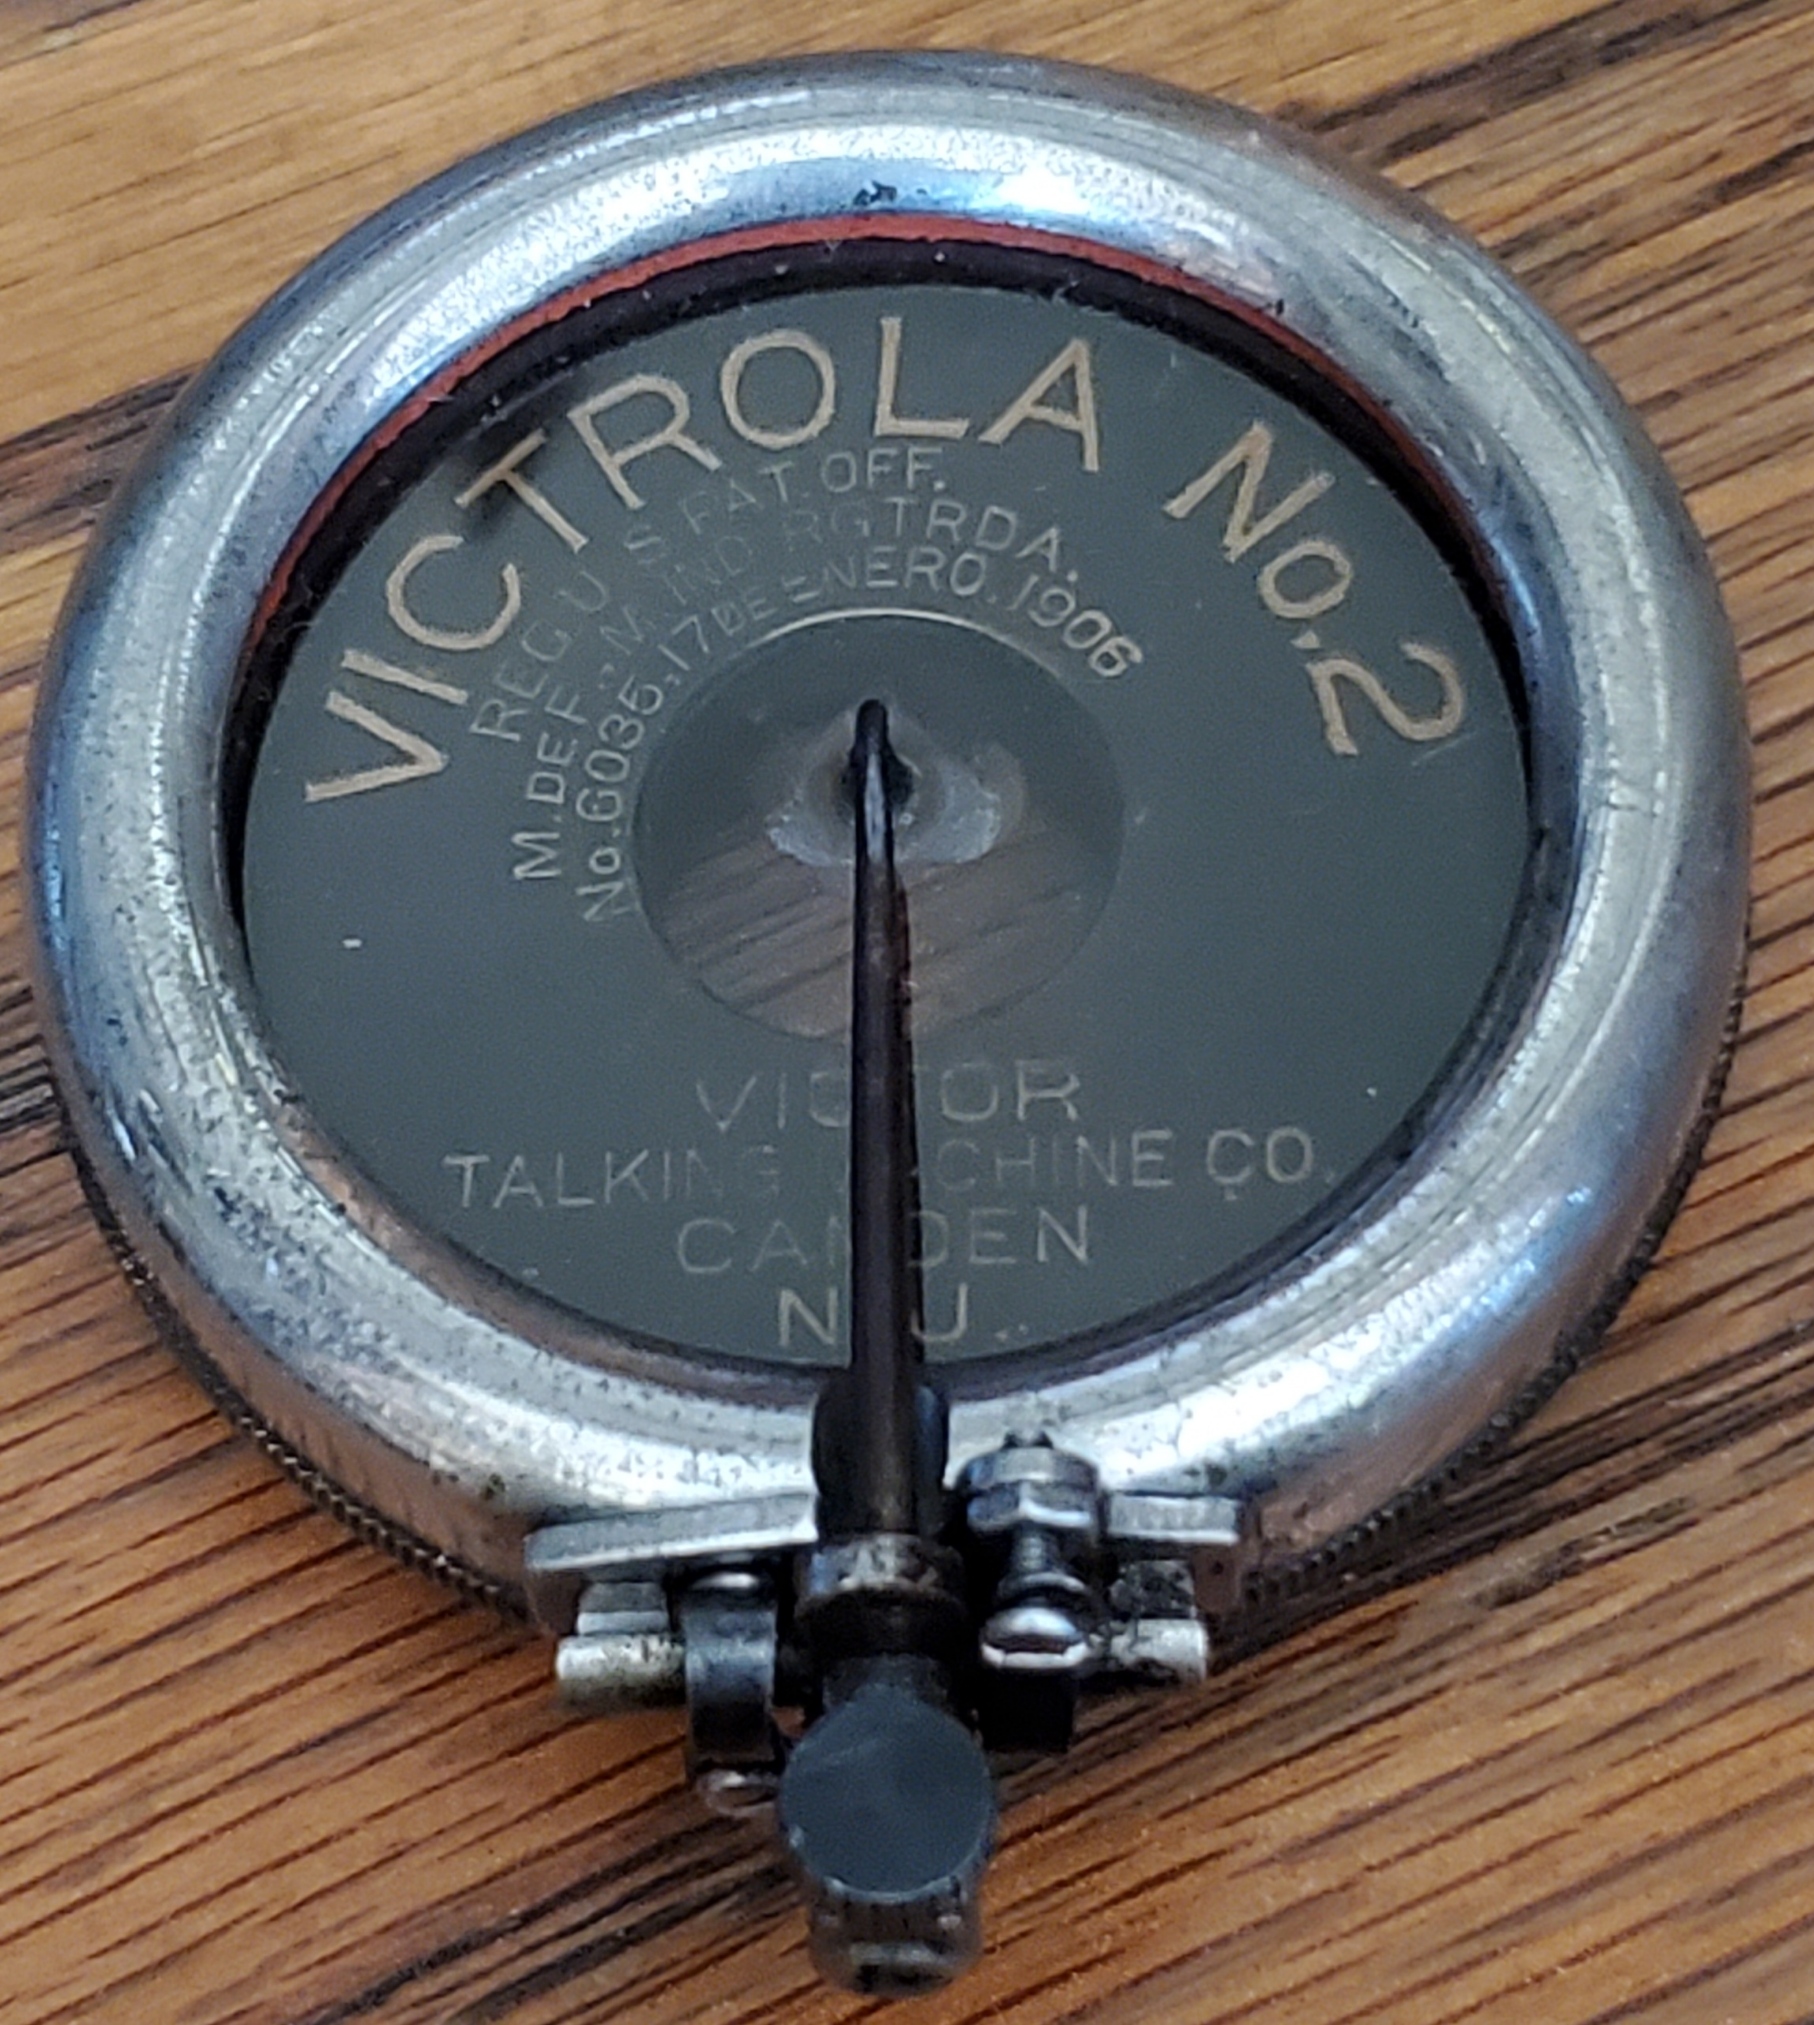 VICTROLA No. 2
REG. U.S. PAT. OFF.
M. DE F. M. IND. RGTRDA.
No. 6035. 17 DE ENERO. 1906
VICTOR
TALKING MACHINE CO.
CAMDEN
N.J.